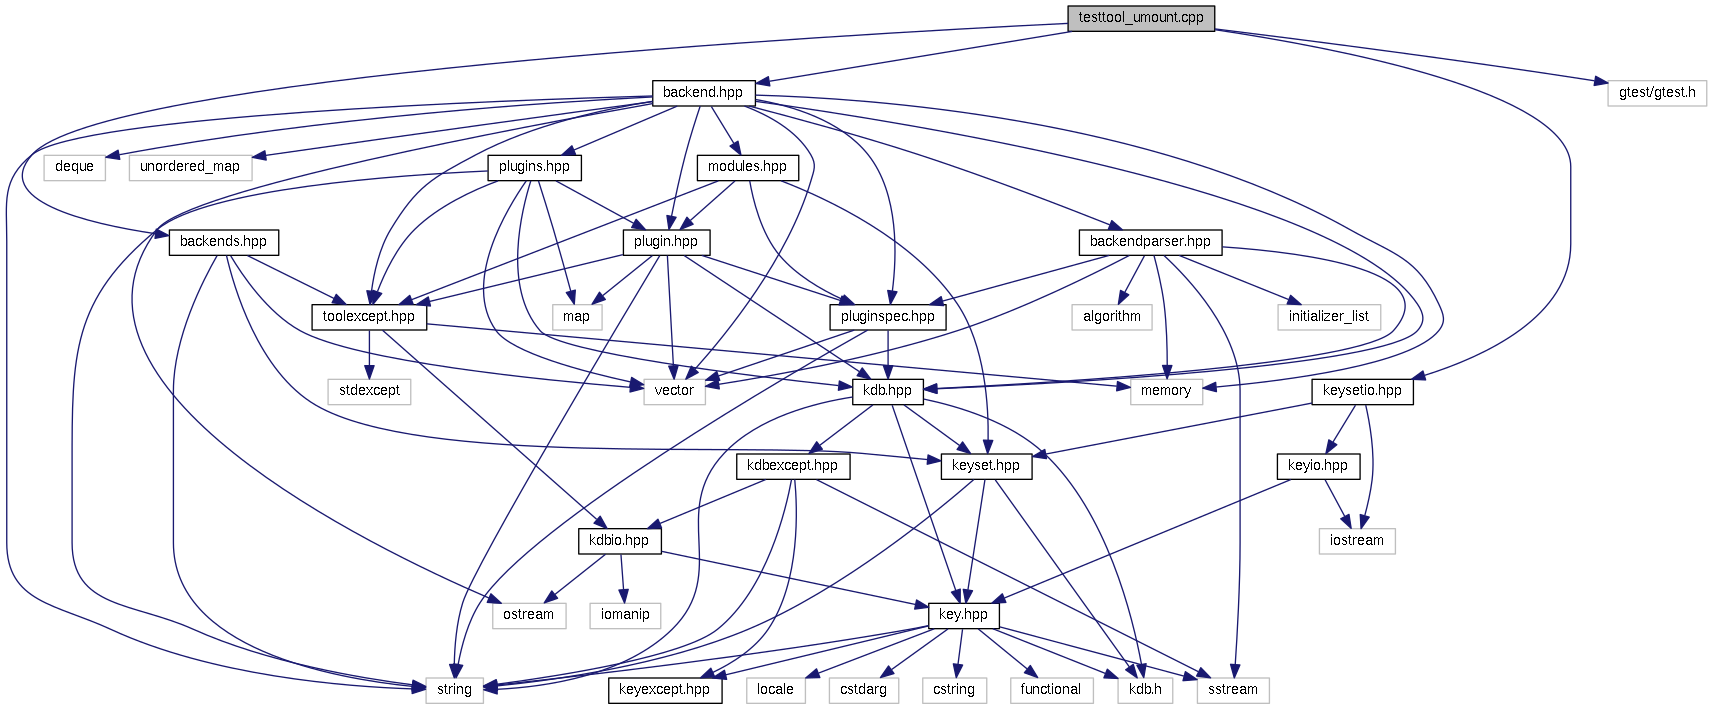 testtool_umount.cpp
backend.hpp
gtest/gtest.h
deque
unordered_map
plugins.hpp
modules.hpp
backends.hpp
plugin.hpp
backendparser.hpp
toolexcept.hpp
map
pluginspec.hpp
algorithm
initializer_list
stdexcept
vector
kdb.hpp
memory
keysetio.hpp
kdbexcept.hpp
keyset.hpp
keyio.hpp
kdbio.hpp
iostream
ostream
iomanip
key.hpp
string
keyexcept.hpp
locale
cstdarg
cstring
functional
kdb.h
sstream